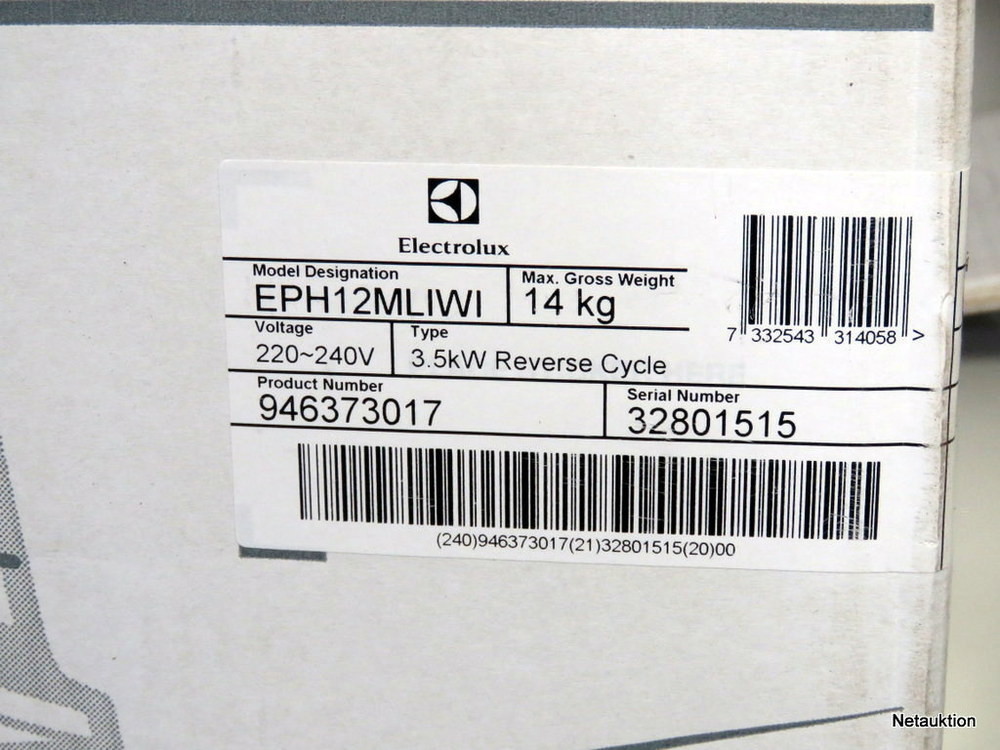 Electrolux
Model Designation
EPH12MLIWI
Max. Gross Weight
14 kg
Voltage
220~240V
Type
3.5kW Reverse Cycle
7 332543 314058 >
Product Number
946373017
Serial Number
32801515
(240)946373017(21)32801515(20)00
Netauktion